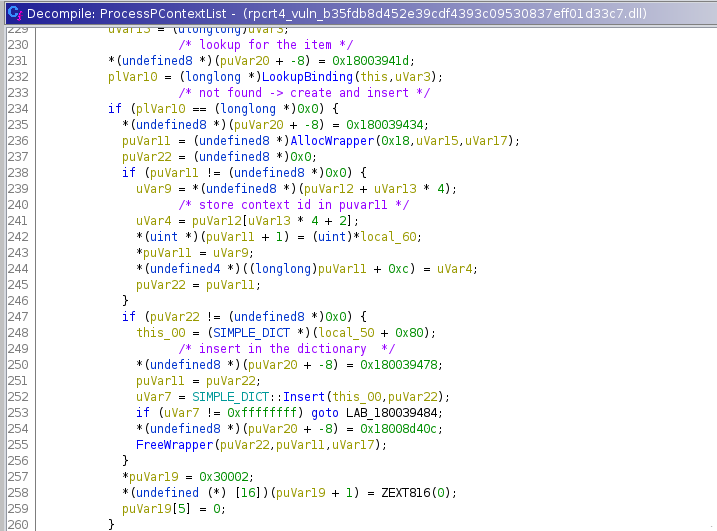 Decompile: ProcessPContextList - (rpcrt4_vuln_b35fdb8d452e39cdf4393c09530837eff01d33c7.dll)
229 uVar15 = (ulonglong)uVar3;
230 /* lookup for the item */
231 *(undefined8 *)(puVar20 + -8) = 0x18003941d;
232 plVar10 = (longlong *)LookupBinding(this,uVar3);
233 /* not found -> create and insert */
234 if (plVar10 == (longlong *)0x0) {
235 *(undefined8 *)(puVar20 + -8) = 0x180039434;
236 puVar11 = (undefined8 *)AllocWrapper(0x18,uVar15,uVar17);
237 puVar22 = (undefined8 *)0x0;
238 if (puVar11 != (undefined8 *)0x0) {
239 uVar9 = *(undefined8 *)(puVar12 + uVar13 * 4);
240 /* store context id in puvar11 */
241 uVar4 = puVar12[uVar13 * 4 + 2];
242 *(uint *)(puVar11 + 1) = (uint)*local_60;
243 *puVar11 = uVar9;
244 *(undefined4 *)((longlong)puVar11 + 0xc) = uVar4;
245 puVar22 = puVar11;
246 }
247 if (puVar22 != (undefined8 *)0x0) {
248 this_00 = (SIMPLE_DICT *)(local_50 + 0x80);
249 /* insert in the dictionary  */
250 *(undefined8 *)(puVar20 + -8) = 0x180039478;
251 puVar11 = puVar22;
252 uVar7 = SIMPLE_DICT::Insert(this_00,puVar22);
253 if (uVar7 != 0xffffffff) goto LAB_180039484;
254 *(undefined8 *)(puVar20 + -8) = 0x18008d40c;
255 FreeWrapper(puVar22,puVar11,uVar17);
256 }
257 *puVar19 = 0x30002;
258 *(undefined (*) [16])(puVar19 + 1) = ZEXT816(0);
259 puVar19[5] = 0;
260 }